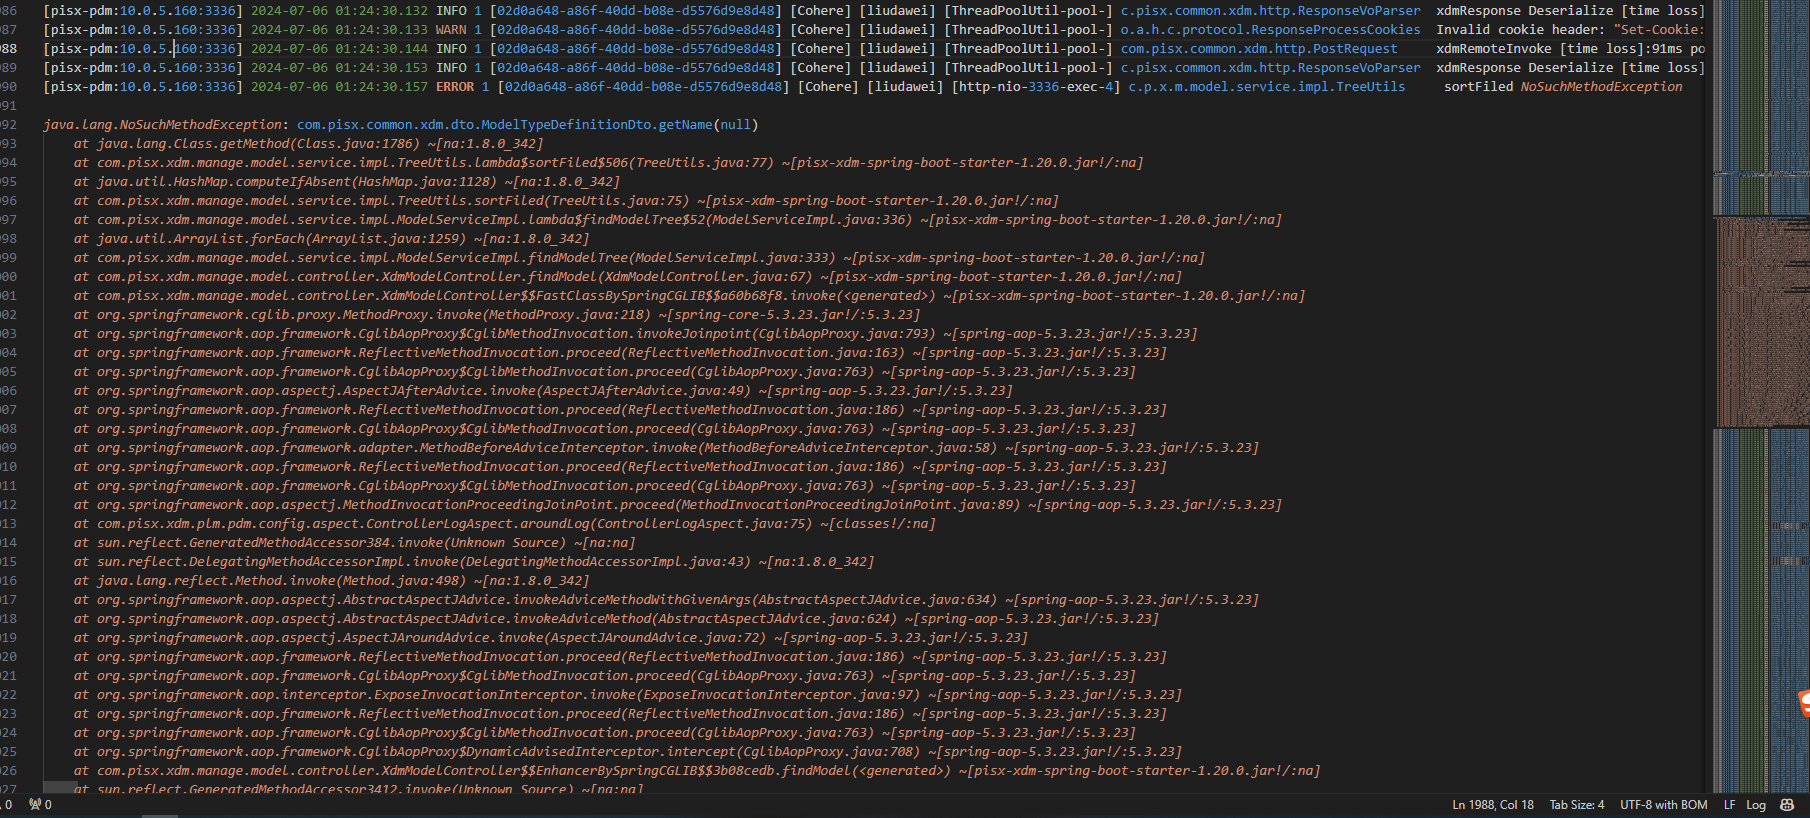 986 [pisx-pdm:10.0.5.160:3336] 2024-07-06 01:24:30.132 INFO 1 [02d0a648-a86f-40dd-b08e-d5576d9e8d48] [Cohere] [liudawei] [ThreadPoolUtil-pool-] c.pisx.common.xdm.http.ResponseVoParser xdmResponse Deserialize [time loss]
987 [pisx-pdm:10.0.5.160:3336] 2024-07-06 01:24:30.133 WARN 1 [02d0a648-a86f-40dd-b08e-d5576d9e8d48] [Cohere] [liudawei] [ThreadPoolUtil-pool-] o.a.h.c.protocol.ResponseProcessCookies Invalid cookie header: "Set-Cookie:
988 [pisx-pdm:10.0.5.160:3336] 2024-07-06 01:24:30.144 INFO 1 [02d0a648-a86f-40dd-b08e-d5576d9e8d48] [Cohere] [liudawei] [ThreadPoolUtil-pool-] com.pisx.common.xdm.http.PostRequest xdmRemoteInvoke [time loss]:91ms po
989 [pisx-pdm:10.0.5.160:3336] 2024-07-06 01:24:30.153 INFO 1 [02d0a648-a86f-40dd-b08e-d5576d9e8d48] [Cohere] [liudawei] [ThreadPoolUtil-pool-] c.pisx.common.xdm.http.ResponseVoParser xdmResponse Deserialize [time loss]
990 [pisx-pdm:10.0.5.160:3336] 2024-07-06 01:24:30.157 ERROR 1 [02d0a648-a86f-40dd-b08e-d5576d9e8d48] [Cohere] [liudawei] [http-nio-3336-exec-4] c.p.x.m.model.service.impl.TreeUtils sortFiled NoSuchMethodException
991
992 java.lang.NoSuchMethodException: com.pisx.common.xdm.dto.ModelTypeDefinitionDto.getName(null)
993 at java.lang.Class.getMethod(Class.java:1786) ~[na:1.8.0_342]
994 at com.pisx.xdm.manage.model.service.impl.TreeUtils.lambda$sortFiled$506(TreeUtils.java:77) ~[pisx-xdm-spring-boot-starter-1.20.0.jar!/:na]
995 at java.util.HashMap.computeIfAbsent(HashMap.java:1128) ~[na:1.8.0_342]
996 at com.pisx.xdm.manage.model.service.impl.TreeUtils.sortFiled(TreeUtils.java:75) ~[pisx-xdm-spring-boot-starter-1.20.0.jar!/:na]
997 at com.pisx.xdm.manage.model.service.impl.ModelServiceImpl.lambda$findModelTree$52(ModelServiceImpl.java:336) ~[pisx-xdm-spring-boot-starter-1.20.0.jar!/:na]
998 at java.util.ArrayList.forEach(ArrayList.java:1259) ~[na:1.8.0_342]
999 at com.pisx.xdm.manage.model.service.impl.ModelServiceImpl.findModelTree(ModelServiceImpl.java:333) ~[pisx-xdm-spring-boot-starter-1.20.0.jar!/:na]
000 at com.pisx.xdm.manage.model.controller.XdmModelController.findModel(XdmModelController.java:67) ~[pisx-xdm-spring-boot-starter-1.20.0.jar!/:na]
001 at com.pisx.xdm.manage.model.controller.XdmModelController$$FastClassBySpringCGLIB$$a60b68f8.invoke(<generated>) ~[pisx-xdm-spring-boot-starter-1.20.0.jar!/:na]
002 at org.springframework.cglib.proxy.MethodProxy.invoke(MethodProxy.java:218) ~[spring-core-5.3.23.jar!/:5.3.23]
003 at org.springframework.aop.framework.CglibAopProxy$CglibMethodInvocation.invokeJoinpoint(CglibAopProxy.java:793) ~[spring-aop-5.3.23.jar!/:5.3.23]
004 at org.springframework.aop.framework.ReflectiveMethodInvocation.proceed(ReflectiveMethodInvocation.java:163) ~[spring-aop-5.3.23.jar!/:5.3.23]
005 at org.springframework.aop.framework.CglibAopProxy$CglibMethodInvocation.proceed(CglibAopProxy.java:763) ~[spring-aop-5.3.23.jar!/:5.3.23]
006 at org.springframework.aop.aspectj.AspectJAfterAdvice.invoke(AspectJAfterAdvice.java:49) ~[spring-aop-5.3.23.jar!/:5.3.23]
007 at org.springframework.aop.framework.ReflectiveMethodInvocation.proceed(ReflectiveMethodInvocation.java:186) ~[spring-aop-5.3.23.jar!/:5.3.23]
008 at org.springframework.aop.framework.CglibAopProxy$CglibMethodInvocation.proceed(CglibAopProxy.java:763) ~[spring-aop-5.3.23.jar!/:5.3.23]
009 at org.springframework.aop.framework.adapter.MethodBeforeAdviceInterceptor.invoke(MethodBeforeAdviceInterceptor.java:58) ~[spring-aop-5.3.23.jar!/:5.3.23]
010 at org.springframework.aop.framework.ReflectiveMethodInvocation.proceed(ReflectiveMethodInvocation.java:186) ~[spring-aop-5.3.23.jar!/:5.3.23]
011 at org.springframework.aop.framework.CglibAopProxy$CglibMethodInvocation.proceed(CglibAopProxy.java:763) ~[spring-aop-5.3.23.jar!/:5.3.23]
012 at org.springframework.aop.aspectj.MethodInvocationProceedingJoinPoint.proceed(MethodInvocationProceedingJoinPoint.java:89) ~[spring-aop-5.3.23.jar!/:5.3.23]
013 at com.pisx.xdm.plm.pdm.config.aspect.ControllerLogAspect.aroundLog(ControllerLogAspect.java:75) ~[classes!/:na]
014 at sun.reflect.GeneratedMethodAccessor384.invoke(Unknown Source) ~[na:na]
015 at sun.reflect.DelegatingMethodAccessorImpl.invoke(DelegatingMethodAccessorImpl.java:43) ~[na:1.8.0_342]
016 at java.lang.reflect.Method.invoke(Method.java:498) ~[na:1.8.0_342]
017 at org.springframework.aop.aspectj.AbstractAspectJAdvice.invokeAdviceMethodWithGivenArgs(AbstractAspectJAdvice.java:634) ~[spring-aop-5.3.23.jar!/:5.3.23]
018 at org.springframework.aop.aspectj.AbstractAspectJAdvice.invokeAdviceMethod(AbstractAspectJAdvice.java:624) ~[spring-aop-5.3.23.jar!/:5.3.23]
019 at org.springframework.aop.aspectj.AspectJAroundAdvice.invoke(AspectJAroundAdvice.java:72) ~[spring-aop-5.3.23.jar!/:5.3.23]
020 at org.springframework.aop.framework.ReflectiveMethodInvocation.proceed(ReflectiveMethodInvocation.java:186) ~[spring-aop-5.3.23.jar!/:5.3.23]
021 at org.springframework.aop.framework.CglibAopProxy$CglibMethodInvocation.proceed(CglibAopProxy.java:763) ~[spring-aop-5.3.23.jar!/:5.3.23]
022 at org.springframework.aop.interceptor.ExposeInvocationInterceptor.invoke(ExposeInvocationInterceptor.java:97) ~[spring-aop-5.3.23.jar!/:5.3.23]
023 at org.springframework.aop.framework.ReflectiveMethodInvocation.proceed(ReflectiveMethodInvocation.java:186) ~[spring-aop-5.3.23.jar!/:5.3.23]
024 at org.springframework.aop.framework.CglibAopProxy$CglibMethodInvocation.proceed(CglibAopProxy.java:763) ~[spring-aop-5.3.23.jar!/:5.3.23]
025 at org.springframework.aop.framework.CglibAopProxy$DynamicAdvisedInterceptor.intercept(CglibAopProxy.java:708) ~[spring-aop-5.3.23.jar!/:5.3.23]
026 at com.pisx.xdm.manage.model.controller.XdmModelController$$EnhancerBySpringCGLIB$$3b08cedb.findModel(<generated>) ~[pisx-xdm-spring-boot-starter-1.20.0.jar!/:na]
027 at sun.reflect.GeneratedMethodAccessor3412.invoke(Unknown Source) ~[na:na]
0 0 Ln 1988, Col 18 Tab Size: 4 UTF-8 with BOM LF Log